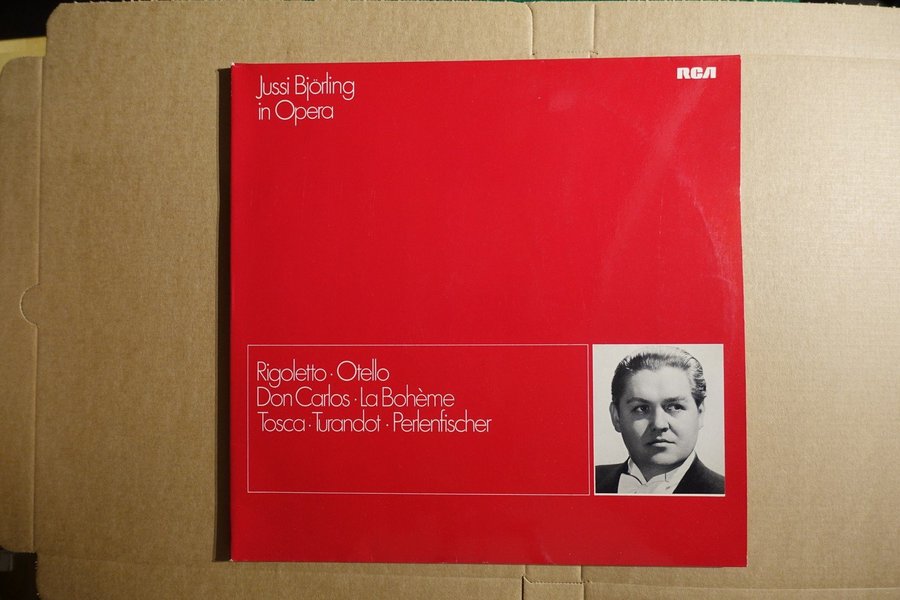 Jussi Björling
in Opera
RCA
Rigoletto · Otello
Don Carlos · La Bohème
Tosca · Turandot · Perlenfischer